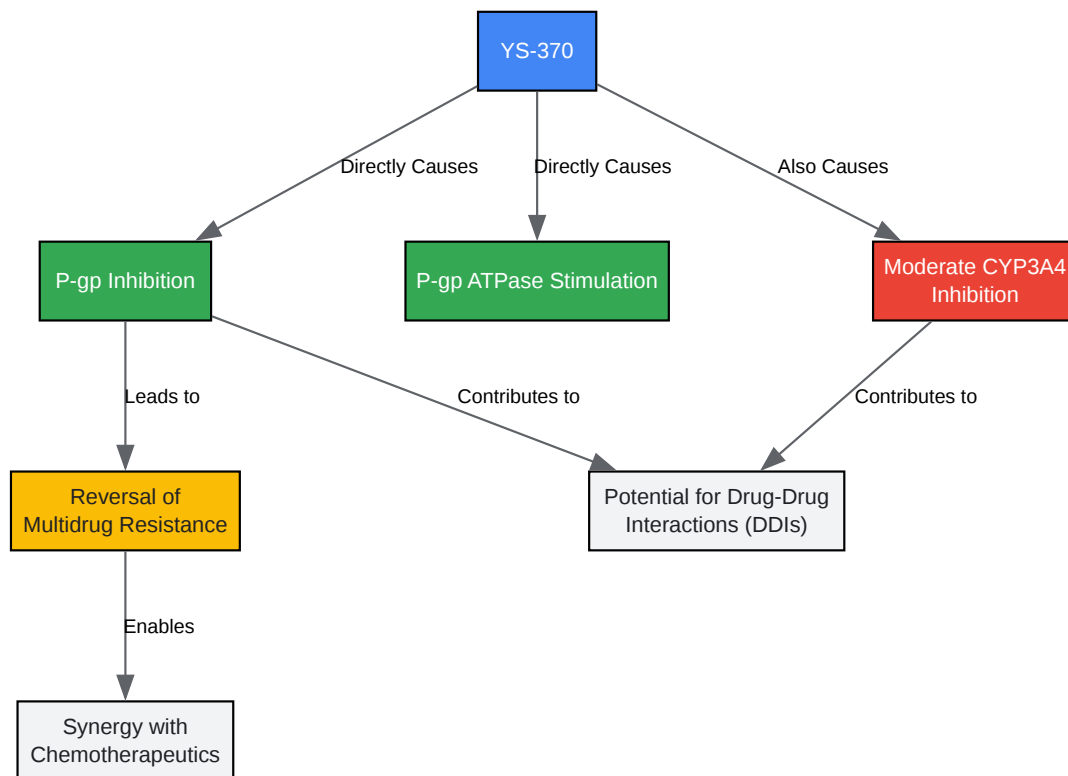 YS-370
Directly Causes
Directly Causes
Also Causes
P-gp Inhibition
P-gp ATPase Stimulation
Moderate CYP3A4
Inhibition
Leads to
Contributes to
Contributes to
Reversal of
Multidrug Resistance
Potential for Drug-Drug
Interactions (DDIs)
Enables
Synergy with
Chemotherapeutics